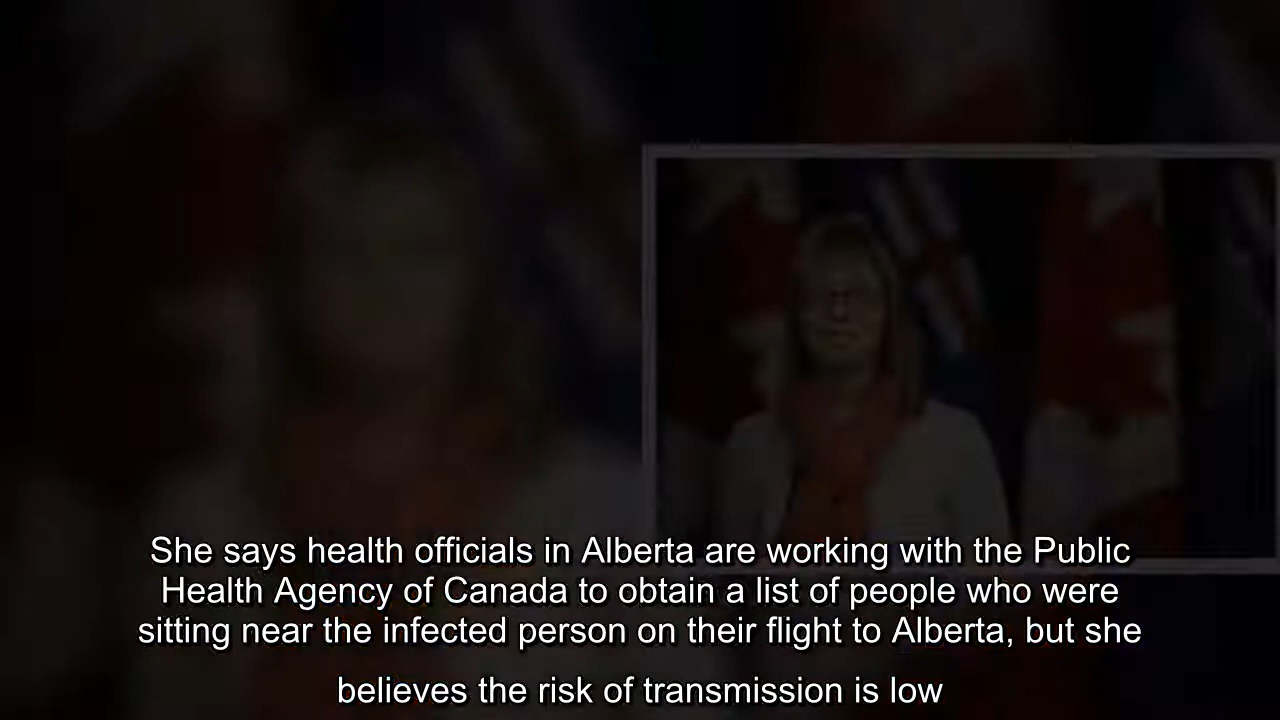 She says health officials in Alberta are working with the Public
Health Agency of Canada to obtain a list of people who were
sitting near the infected person on their flight to Alberta, but she
believes the risk of transmission is low